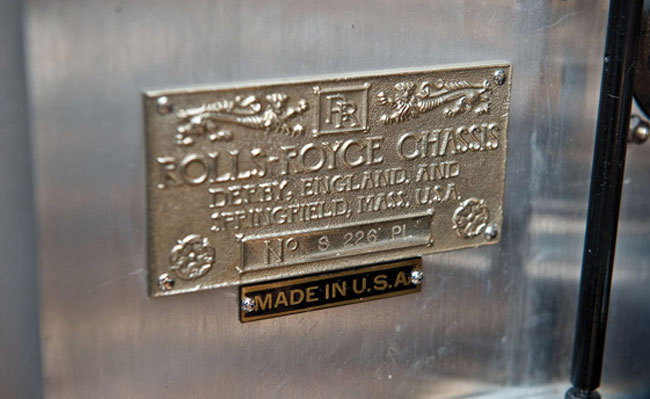 RR
ROLLS-ROYCE CHASSIS
DERBY, ENGLAND, AND
SPRINGFIELD, MASS. U.S.A.
No S 226 PL
MADE IN U.S.A.